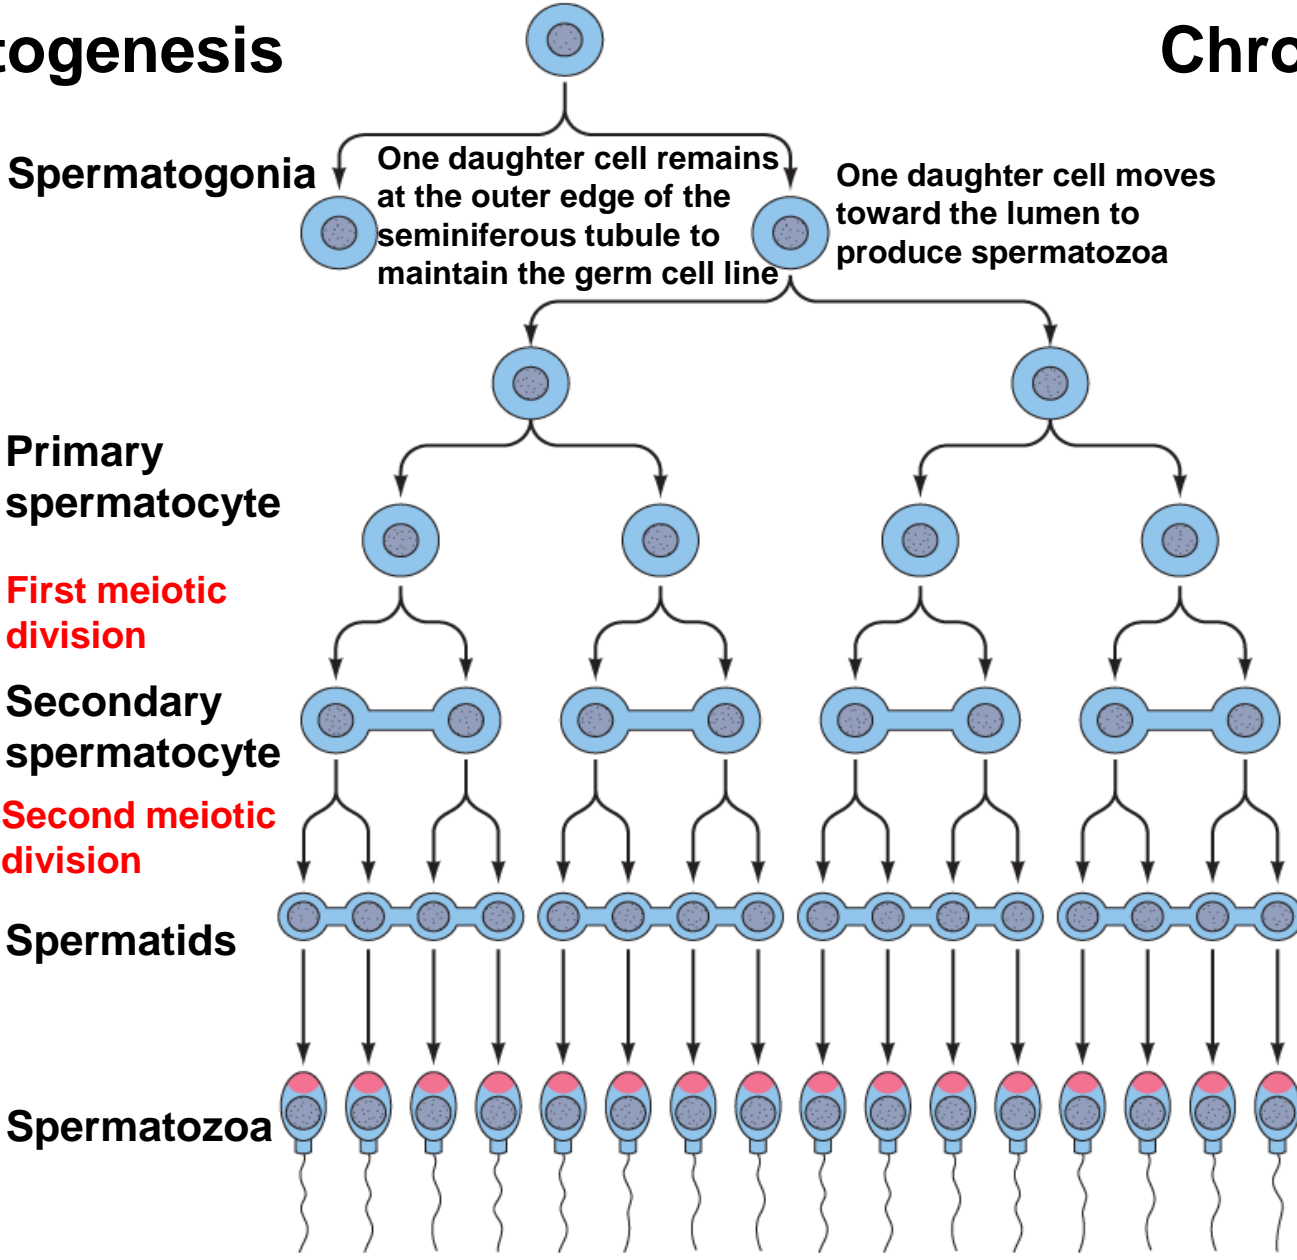 togenesis
Chro
Spermatogonia
One daughter cell remains
at the outer edge of the
seminiferous tubule to
maintain the germ cell line
One daughter cell moves
toward the lumen to
produce spermatozoa
Primary
spermatocyte
First meiotic
division
Secondary
spermatocyte
Second meiotic
division
Spermatids
Spermatozoa